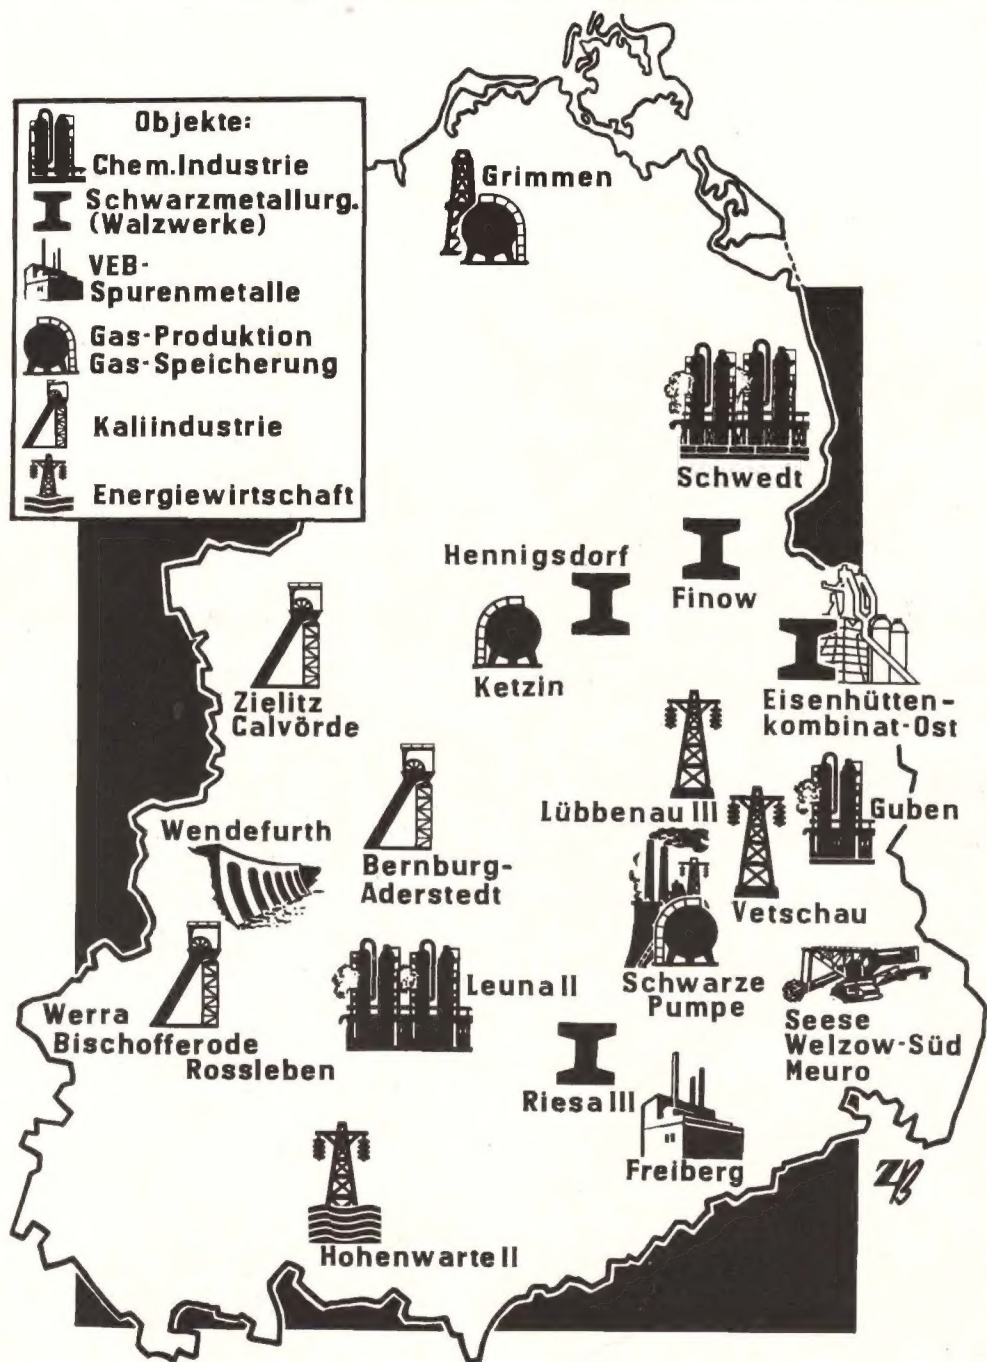 Objekte:
Chem.Industrie
Schwarzmetallurg.
(Walzwerke)
VEB-
Spurenmetalle
Gas-Produktion
Gas-Speicherung
Kaliindustrie
Energiewirtschaft
Grimmen
Schwedt
Hennigsdorf
Finow
Ketzin
Zielitz
Calvörde
Eisenhütten-
kombinat-Ost
Lübbenau III
Guben
Wendefurth
Bernburg-
Aderstedt
Vetschau
Leuna II
Schwarze
Pumpe
Seese
Welzow-Süd
Meuro
Werra
Bischofferode
Rossleben
Riesa III
Freiberg
ZB
Hohenwarte II